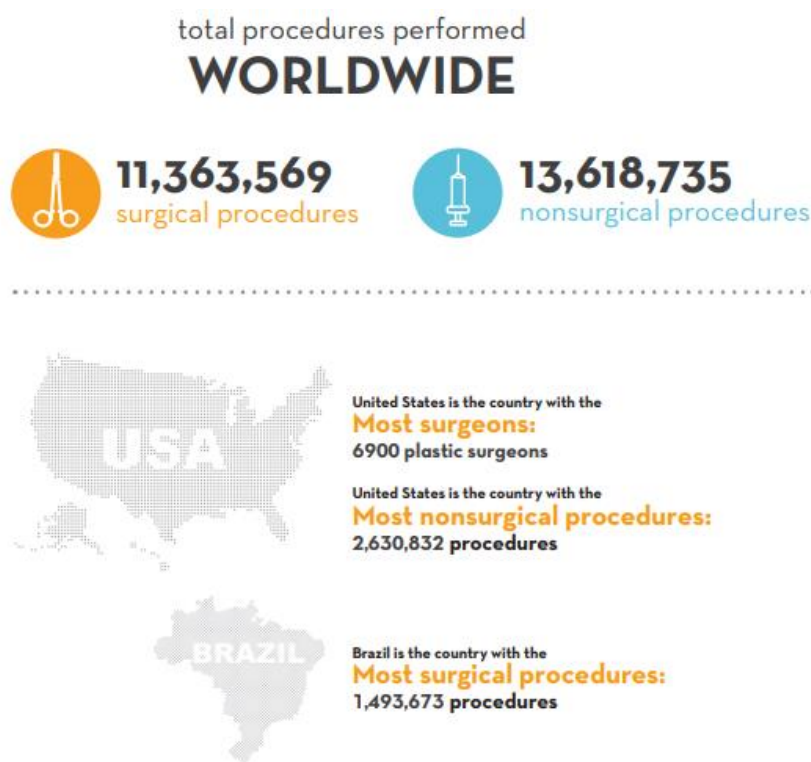 total procedures performed
WORLDWIDE
11,363,569
surgical procedures
13,618,735
nonsurgical procedures
USA
United States is the country with the
Most surgeons:
6900 plastic surgeons
United States is the country with the
Most nonsurgical procedures:
2,630,832 procedures
BRAZIL
Brazil is the country with the
Most surgical procedures:
1,493,673 procedures